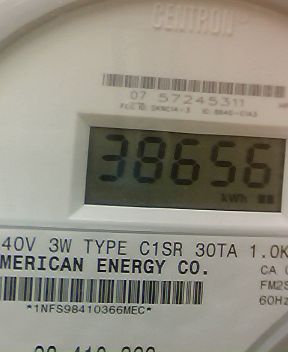 CENTRON®
07 57245311
38656
kWh
40V 3W TYPE C1SR 30TA 1.0K
MERICAN ENERGY CO.
CA
FM2S
60Hz
*1NFS98410366MEC*